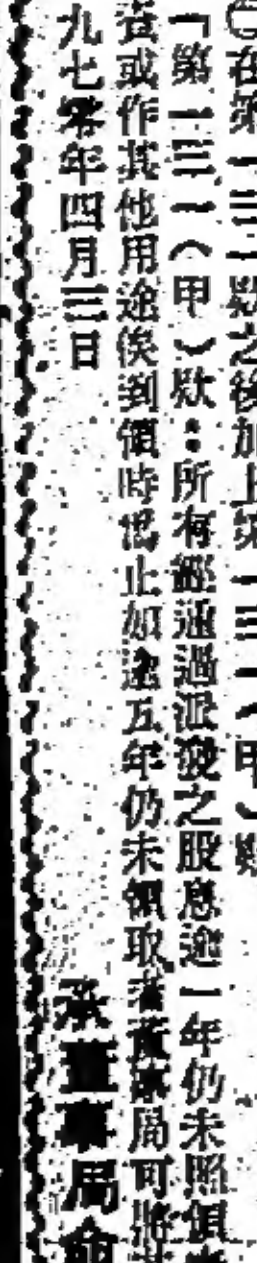 ㊀在第一三一欵之後加上第一三一（甲）欵
「第一三一（甲）欵：所有經通過派發之股息逾一年仍未照領
資或作其他用途俟到領時為止如逾五年仍未領取者董事局可將其
九七零年四月三日
承董事局命